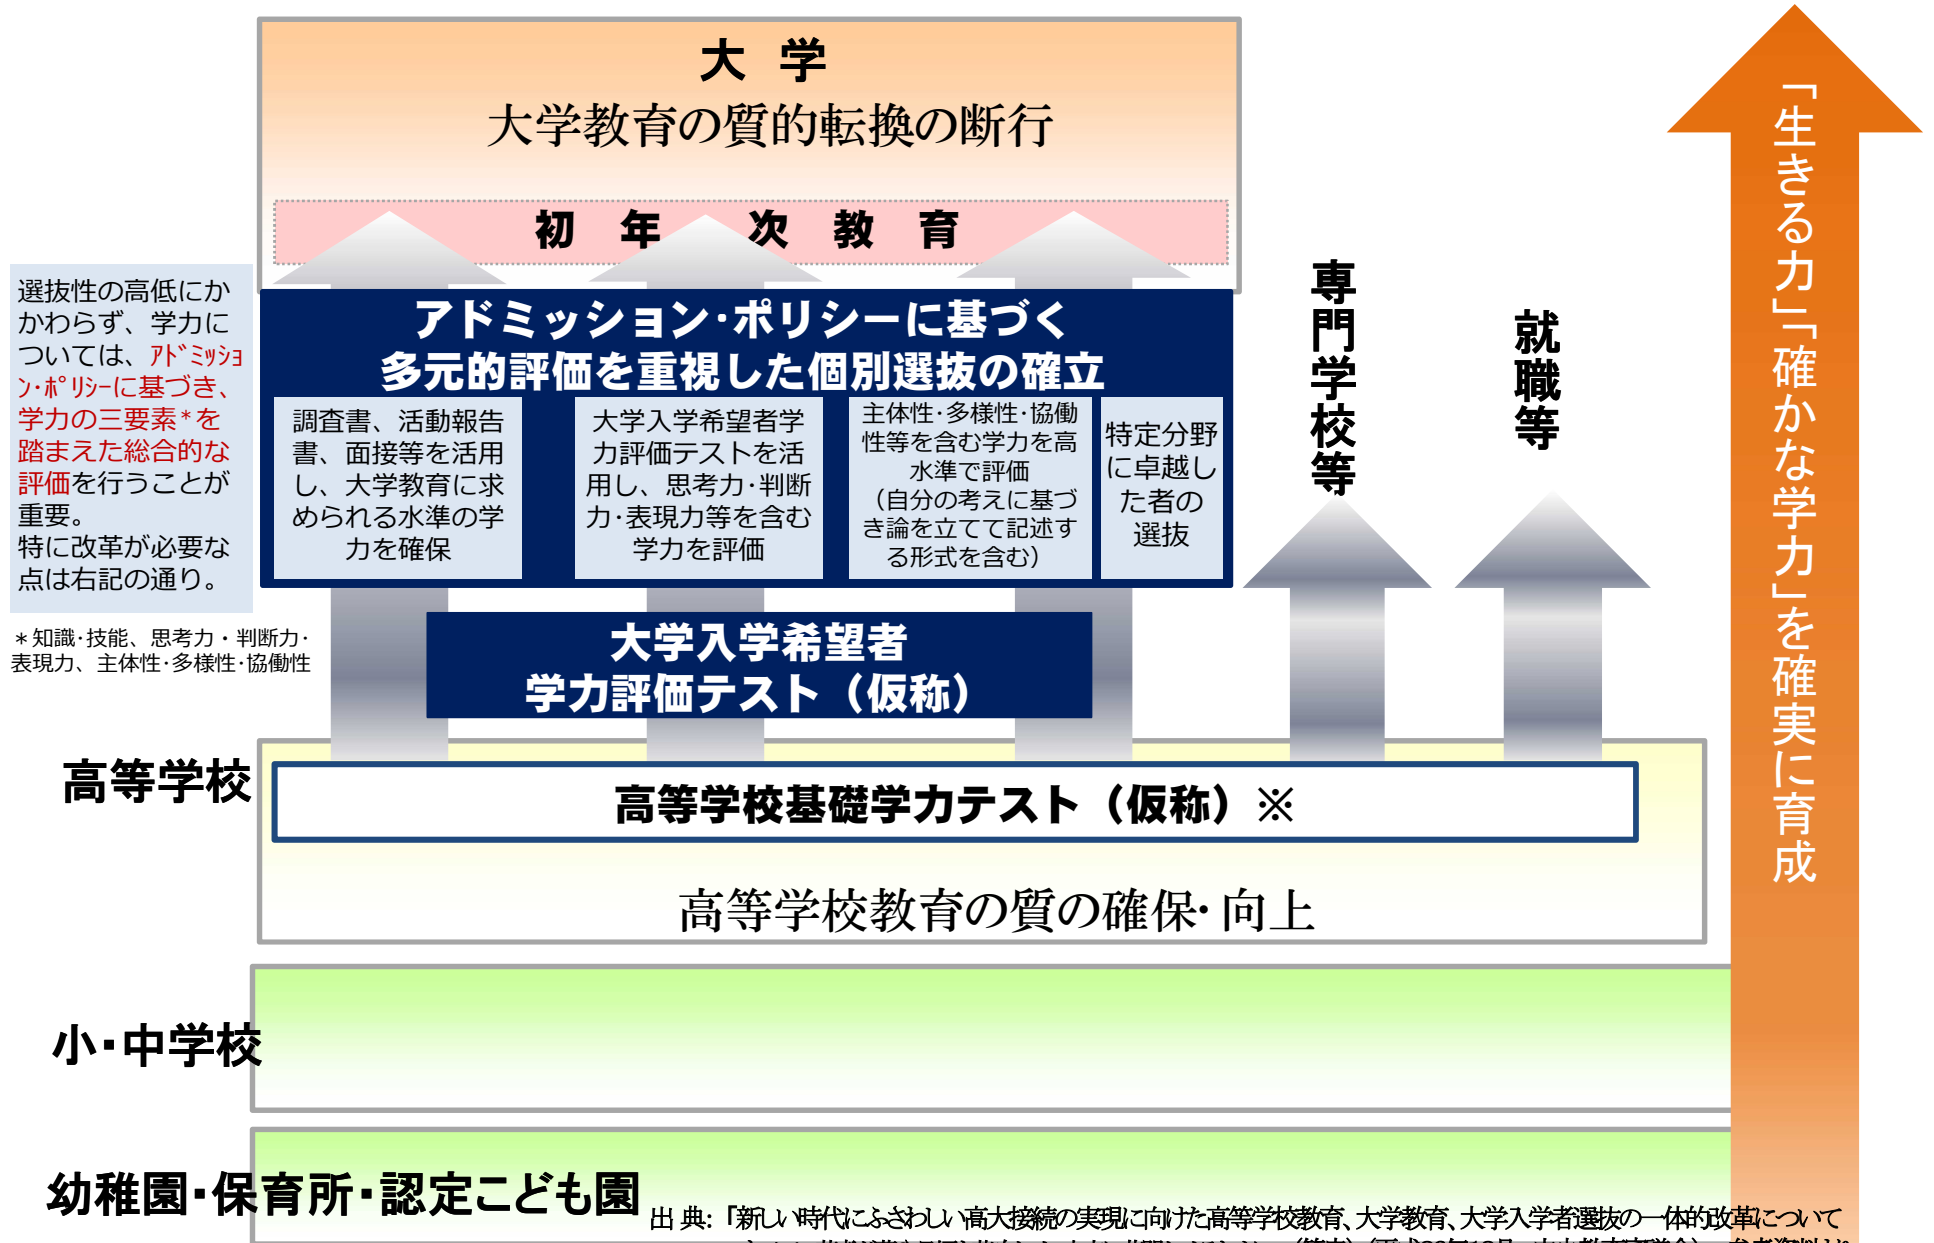 大 学
大学教育の質的転換の断行
初 年 次 教 育
アドミッション･ポリシーに基づく
多元的評価を重視した個別選抜の確立
調査書、活動報告
書、面接等を活用
し、大学教育に求
められる水準の学
力を確保
大学入学希望者学
力評価テストを活
用し、思考力･判断
力･表現力等を含む
学力を評価
主体性･多様性･協働
性等を含む学力を高
水準で評価
（自分の考えに基づ
き論を立てて記述す
る形式を含む）
特定分野
に卓越し
た者の
選抜
選抜性の高低にか
かわらず、学力に
ついては、ｱﾄﾞﾐｯｼｮ
ﾝ･ﾎﾟﾘｼｰに基づき、
学力の三要素*を
踏まえた総合的な
評価を行うことが
重要。
特に改革が必要な
点は右記の通り。
＊知識･技能、思考力・判断力･
表現力、主体性･多様性･協働性
大学入学希望者
学力評価テスト（仮称）
専門学校等
就職等
「生きる力」「確かな学力」を確実に育成
高等学校
高等学校基礎学力テスト（仮称）※
高等学校教育の質の確保･向上
小・中学校
幼稚園・保育所・認定こども園
出典:「新しい時代にふさわしい高大接続の実現に向けた高等学校教育、大学教育、大学入学者選抜の一体的改革について